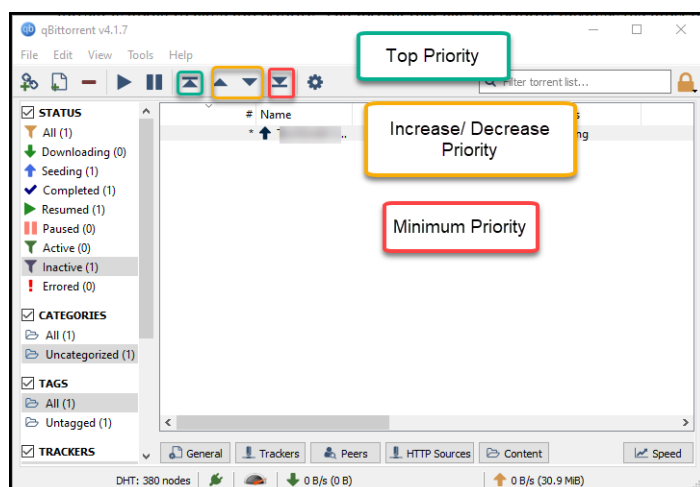 qBittorrent v4.1.7
File Edit View Tools Help
Top Priority
Filter torrent list...
STATUS
All (1)
Downloading (0)
Seeding (1)
Completed (1)
Resumed (1)
Paused (0)
Active (0)
Inactive (1)
Errored (0)
CATEGORIES
All (1)
Uncategorized (1)
TAGS
All (1)
Untagged (1)
TRACKERS
# Name
*
Increase/ Decrease
Priority
Minimum Priority
General Trackers Peers HTTP Sources Content Speed
DHT: 380 nodes 0 B/s (0 B) 0 B/s (30.9 MiB)